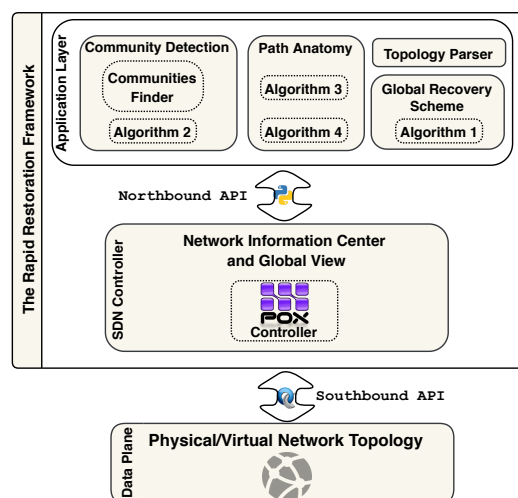 The Rapid Restoration Framework
Application Layer
Community Detection
Communities
Finder
Algorithm 2
Path Anatomy
Algorithm 3
Algorithm 4
Topology Parser
Global Recovery
Scheme
Algorithm 1
Northbound API
SDN Controller
Network Information Center
and Global View
POX
Controller
Southbound API
Data Plane
Physical/Virtual Network Topology